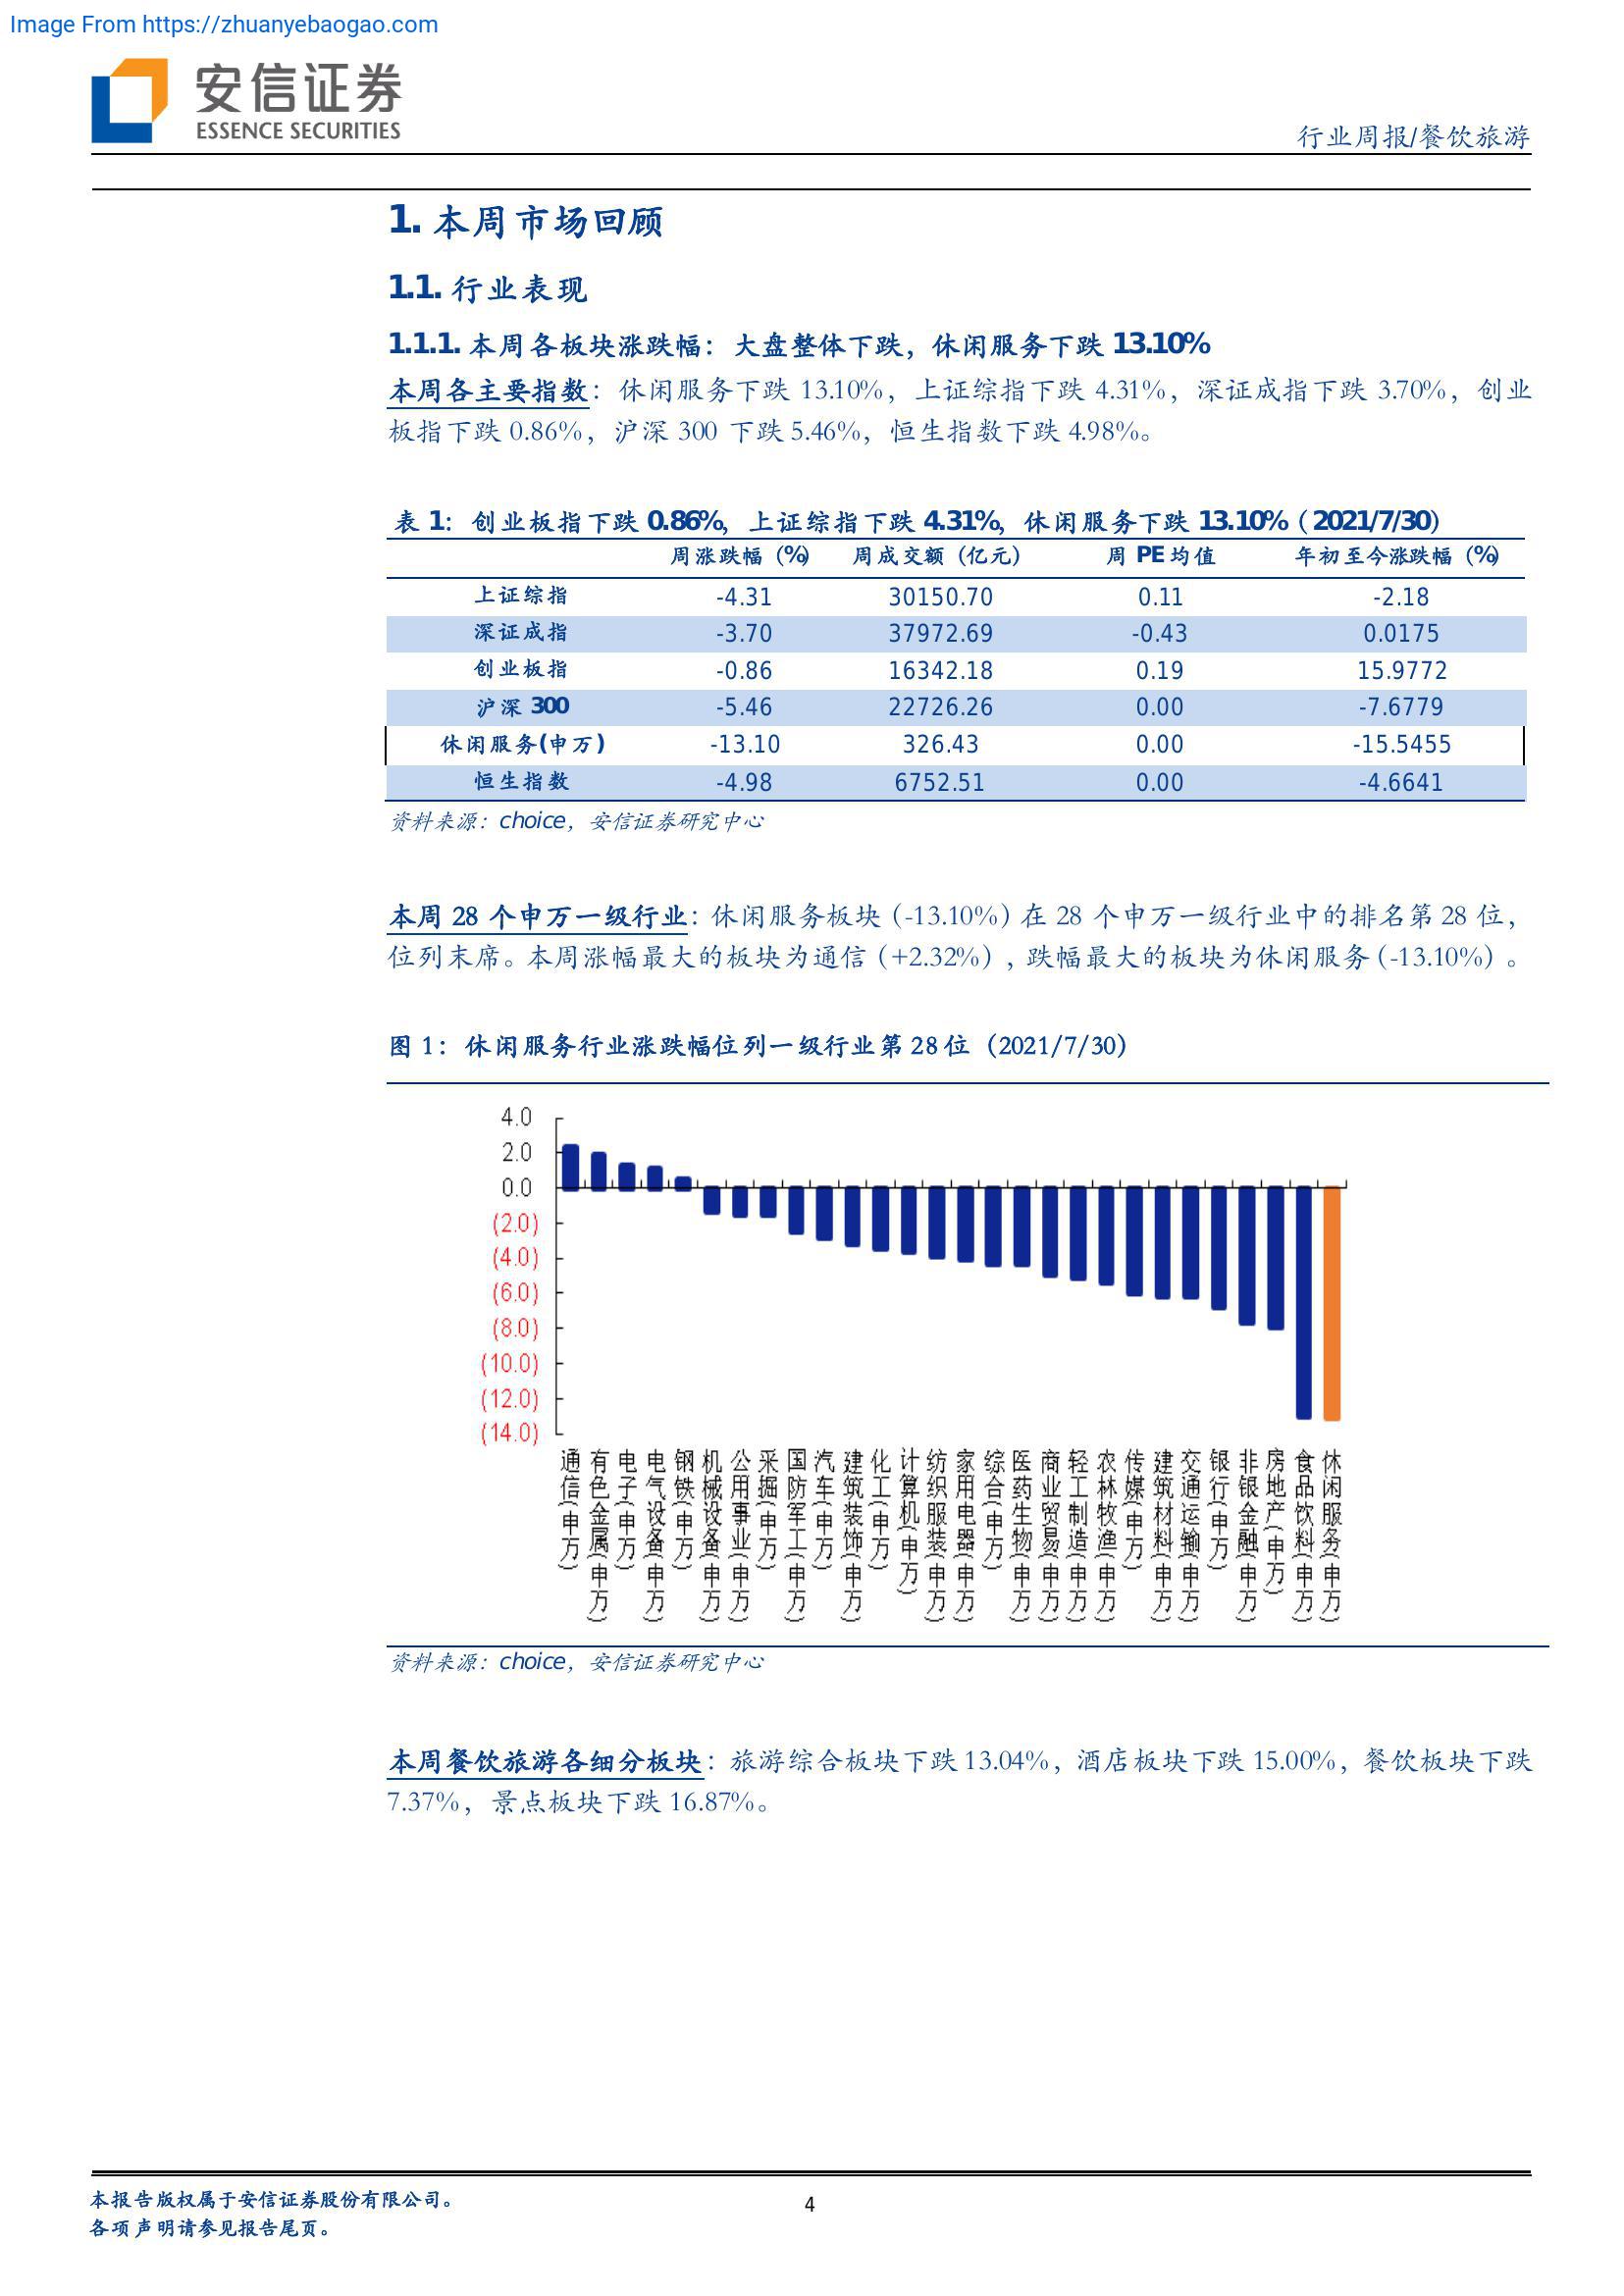 Image From https://zhuanyebaogao.com
安信证券
ESSENCE SECURITIES
行业周报/餐饮旅游
1. 本周市场回顾
1.1. 行业表现
1.1.1. 本周各板块涨跌幅：大盘整体下跌，休闲服务下跌 13.10%
本周各主要指数：休闲服务下跌 13.10%，上证综指下跌 4.31%，深证成指下跌 3.70%，创业
板指下跌 0.86%，沪深 300 下跌 5.46%，恒生指数下跌 4.98%。
表 1：创业板指下跌 0.86%，上证综指下跌 4.31%，休闲服务下跌 13.10%（2021/7/30）
周涨跌幅（%） 周成交额（亿元） 周 PE 均值 年初至今涨跌幅（%）
上证综指 -4.31 30150.70 0.11 -2.18
深证成指 -3.70 37972.69 -0.43 0.0175
创业板指 -0.86 16342.18 0.19 15.9772
沪深 300 -5.46 22726.26 0.00 -7.6779
休闲服务(申万) -13.10 326.43 0.00 -15.5455
恒生指数 -4.98 6752.51 0.00 -4.6641
资料来源：choice，安信证券研究中心
本周 28 个申万一级行业：休闲服务板块（-13.10%）在 28 个申万一级行业中的排名第 28 位，
位列末席。本周涨幅最大的板块为通信（+2.32%），跌幅最大的板块为休闲服务（-13.10%）。
图 1：休闲服务行业涨跌幅位列一级行业第 28 位（2021/7/30）
4.0
2.0
0.0
(2.0)
(4.0)
(6.0)
(8.0)
(10.0)
(12.0)
(14.0)
通信(申万)
有色金属(申万)
电子(申万)
电气设备(申万)
钢铁(申万)
机械设备(申万)
公用事业(申万)
采掘(申万)
国防军工(申万)
汽车(申万)
建筑装饰(申万)
化工(申万)
计算机(申万)
纺织服装(申万)
家用电器(申万)
综合(申万)
医药生物(申万)
商业贸易(申万)
轻工制造(申万)
农林牧渔(申万)
传媒(申万)
建筑材料(申万)
交通运输(申万)
银行(申万)
非银金融(申万)
房地产(申万)
食品饮料(申万)
休闲服务(申万)
资料来源：choice，安信证券研究中心
本周餐饮旅游各细分板块：旅游综合板块下跌 13.04%，酒店板块下跌 15.00%，餐饮板块下跌
7.37%，景点板块下跌 16.87%。
本报告版权属于安信证券股份有限公司。
各项声明请参见报告尾页。
4